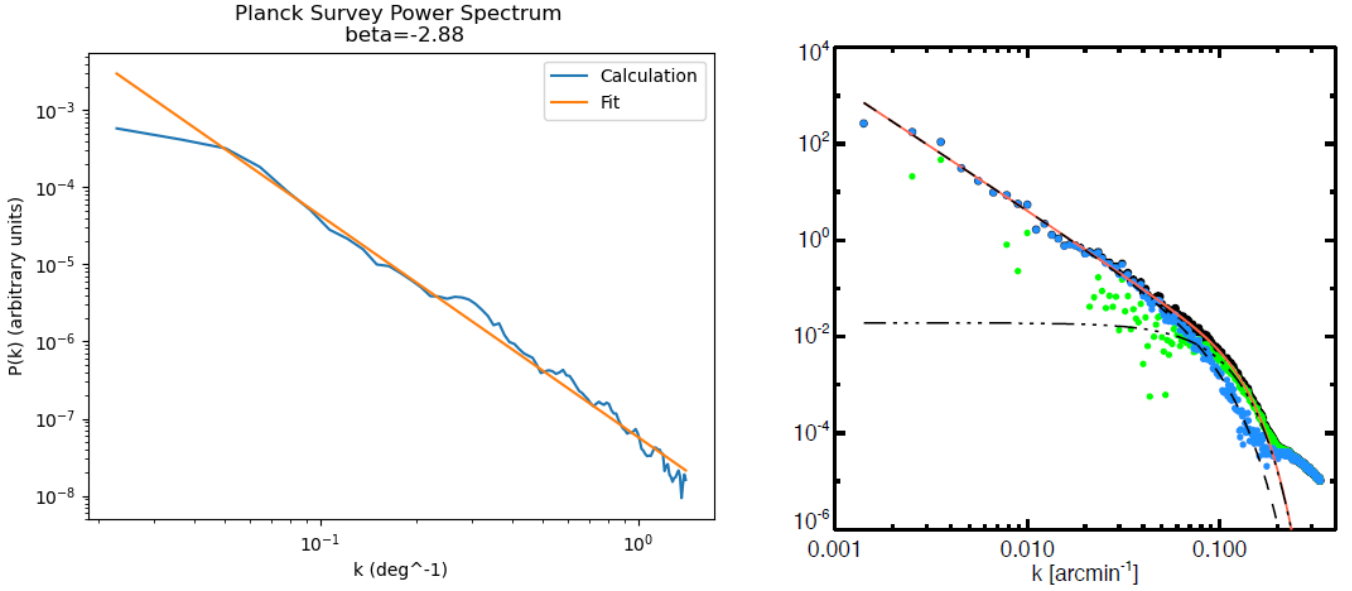 Planck Survey Power Spectrum
beta=-2.88
P(k) (arbitrary units)
10^-3
10^-4
10^-5
10^-6
10^-7
10^-8
Calculation
Fit
10^-1
10^0
k (deg^-1)
10^4
10^2
10^0
10^-2
10^-4
10^-6
0.001
0.010
0.100
k [arcmin^-1]